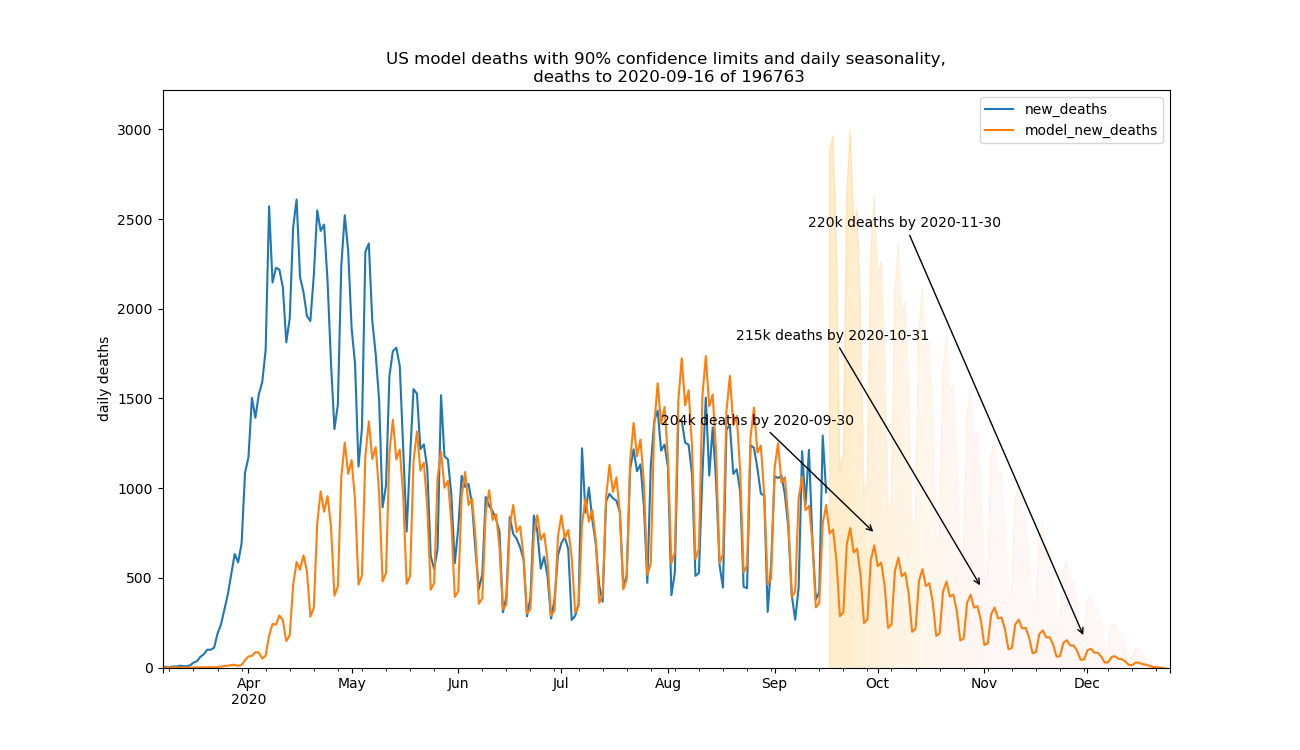 US model deaths with 90% confidence limits and daily seasonality,
deaths to 2020-09-16 of 196763
new_deaths
model_new_deaths
daily deaths
3000
2500
2000
1500
1000
500
0
220k deaths by 2020-11-30
215k deaths by 2020-10-31
204k deaths by 2020-09-30
Apr May Jun Jul Aug Sep Oct Nov Dec
2020